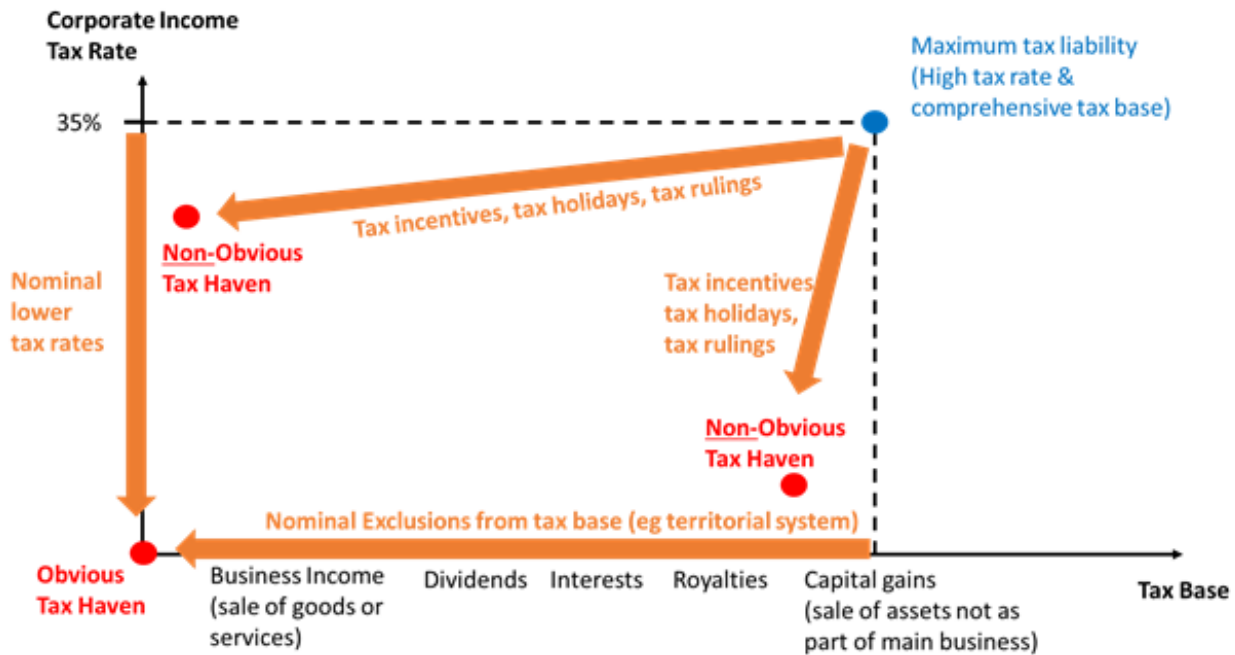 Corporate Income
Tax Rate
Maximum tax liability
(High tax rate &
comprehensive tax base)
35%
Tax incentives, tax holidays, tax rulings
Non-Obvious
Tax Haven
Nominal
lower
tax rates
Tax incentives,
tax holidays,
tax rulings
Non-Obvious
Tax Haven
Nominal Exclusions from tax base (eg territorial system)
Obvious
Tax Haven
Business Income
(sale of goods or
services)
Dividends
Interests
Royalties
Capital gains
(sale of assets not as
part of main business)
Tax Base